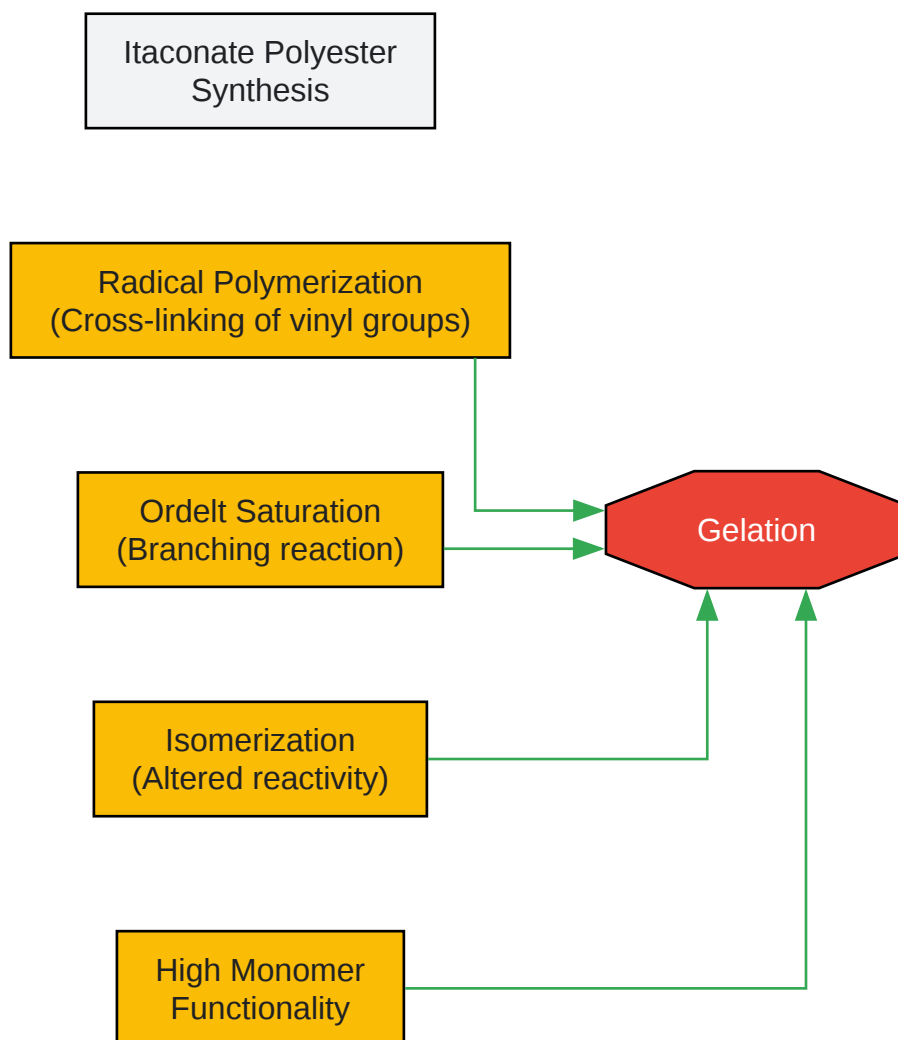 Itaconate Polyester
Synthesis
Radical Polymerization
(Cross-linking of vinyl groups)
Ordelt Saturation
(Branching reaction)
Gelation
Isomerization
(Altered reactivity)
High Monomer
Functionality